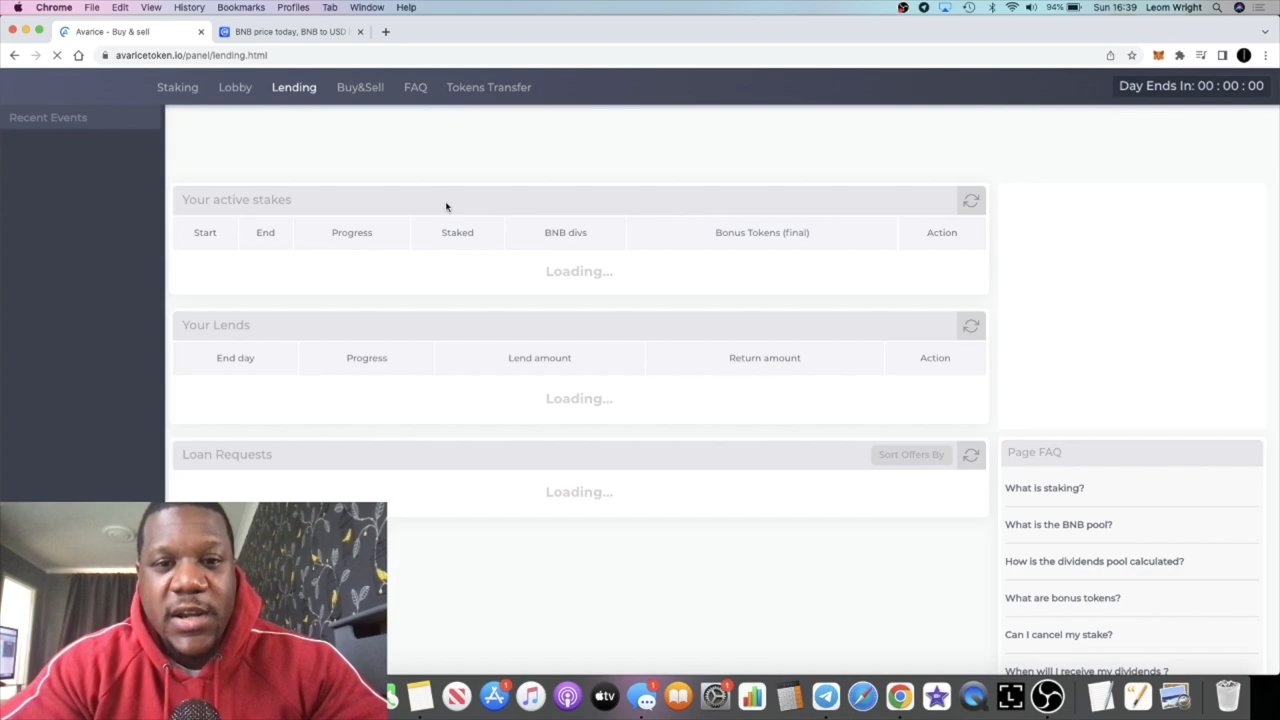 Chrome File Edit View History Bookmarks Profiles Tab Window Help 94% Sun 16:39 Leom Wright
Avarice - Buy & sell
BNB price today, BNB to USD
avaricetoken.io/panel/lending.html
Staking Lobby Lending Buy&Sell FAQ Tokens Transfer Day Ends In: 00 : 00 : 00
Recent Events
Your active stakes
Start End Progress Staked BNB divs Bonus Tokens (final) Action
Loading...
Your Lends
End day Progress Lend amount Return amount Action
Loading...
Loan Requests Sort Offers By
Loading...
Page FAQ
What is staking?
What is the BNB pool?
How is the dividends pool calculated?
What are bonus tokens?
Can I cancel my stake?
When will I receive my dividends ?
tv
1
1
1